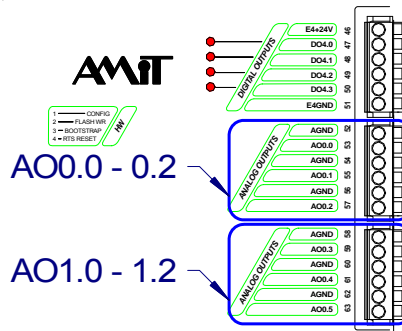 E4+24V 46
DO4.0 47
DO4.1 48
DO4.2 49
DO4.3 50
E4GND 51
DIGITAL OUTPUTS
AMiT
1 CONFIG
2 FLASH WR
3 BOOTSTRAP
4 RTS RESET
HW
AO0.0 - 0.2
ANALOG OUTPUTS
AGND 52
AO0.0 53
AGND 54
AO0.1 55
AGND 56
AO0.2 57
AO1.0 - 1.2
ANALOG OUTPUTS
AGND 58
AO0.3 59
AGND 60
AO0.4 61
AGND 62
AO0.5 63